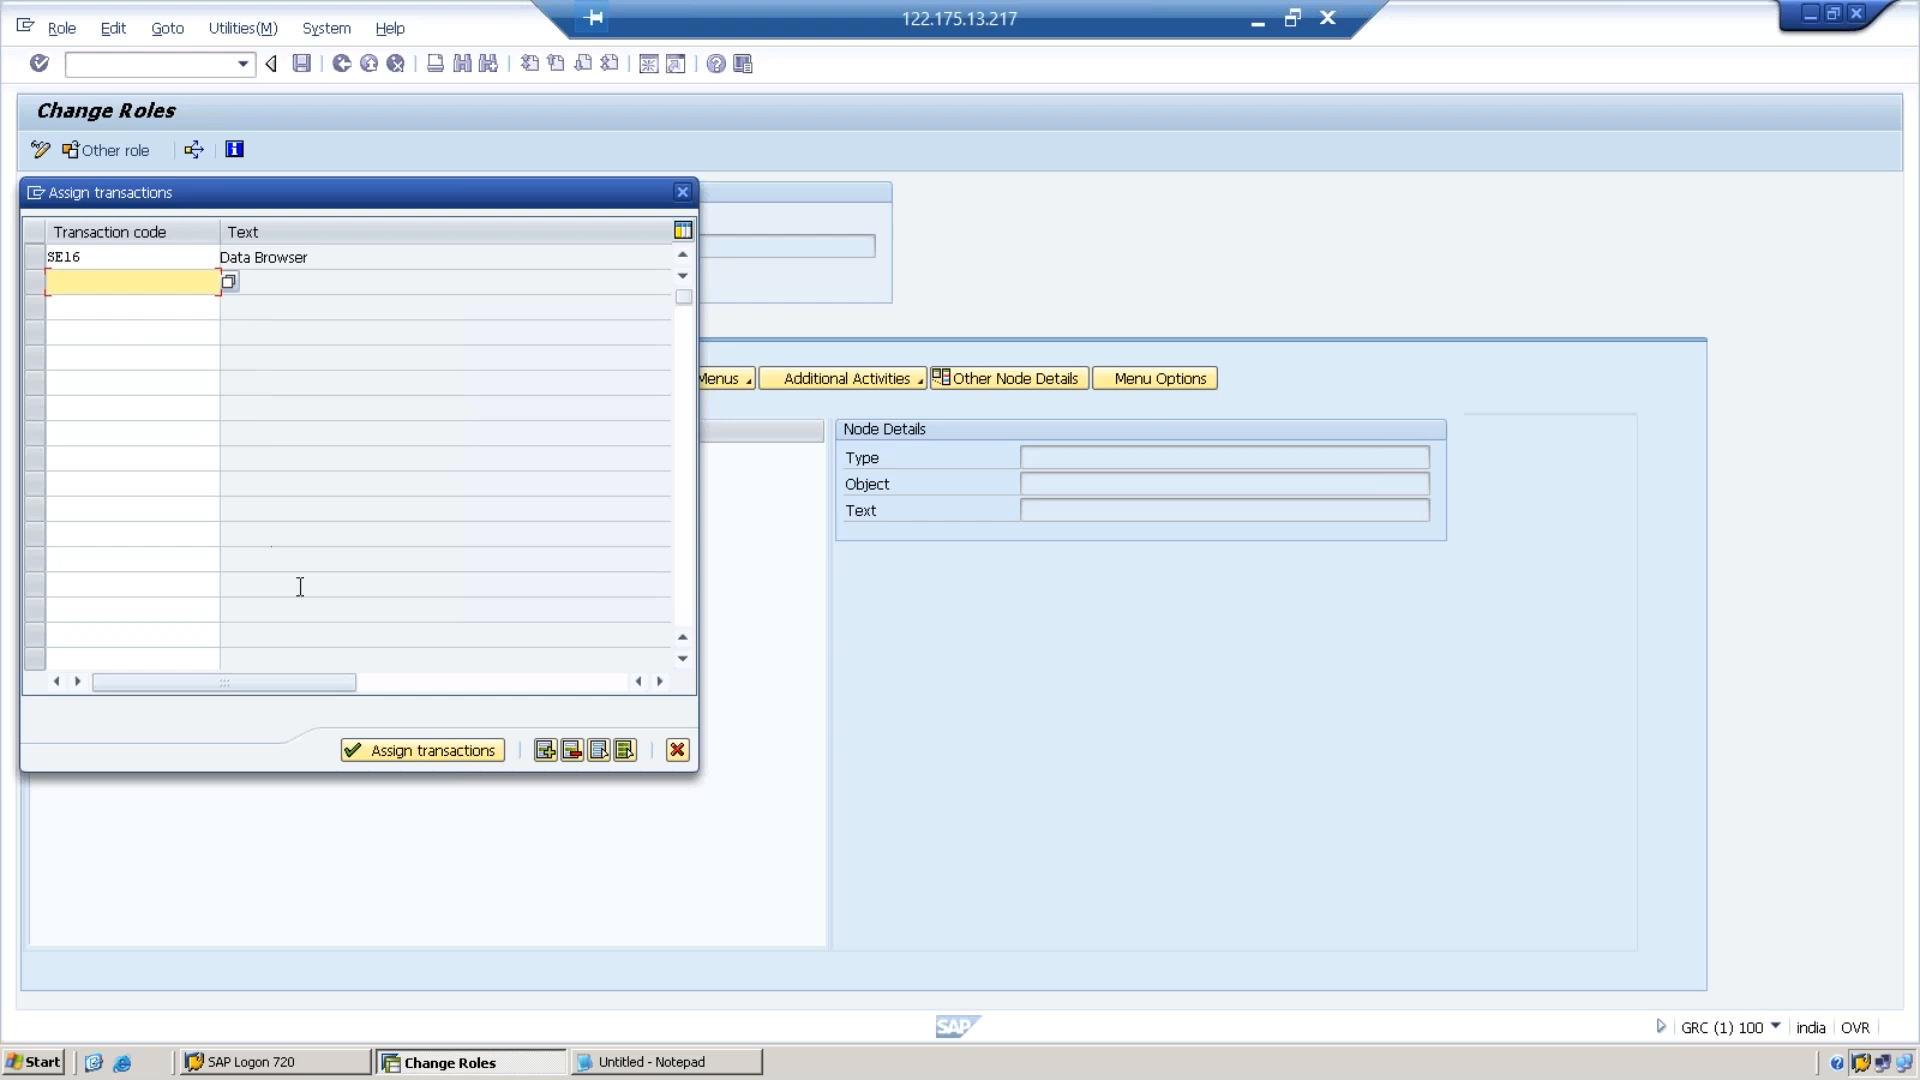 122.175.13.217
Role Edit Goto Utilities(M) System Help
Change Roles
Other role
Assign transactions
Transaction code Text
SE16 Data Browser
Menus Additional Activities Other Node Details Menu Options
Node Details
Type
Object
Text
Assign transactions
SAP GRC (1) 100 india OVR
Start SAP Logon 720 Change Roles Untitled - Notepad